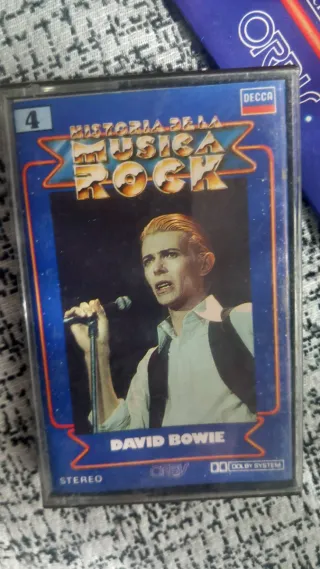 4
DECCA
HISTORIA DE LA
MUSICA
ROCK
DAVID BOWIE
STEREO
DOLBY SYSTEM